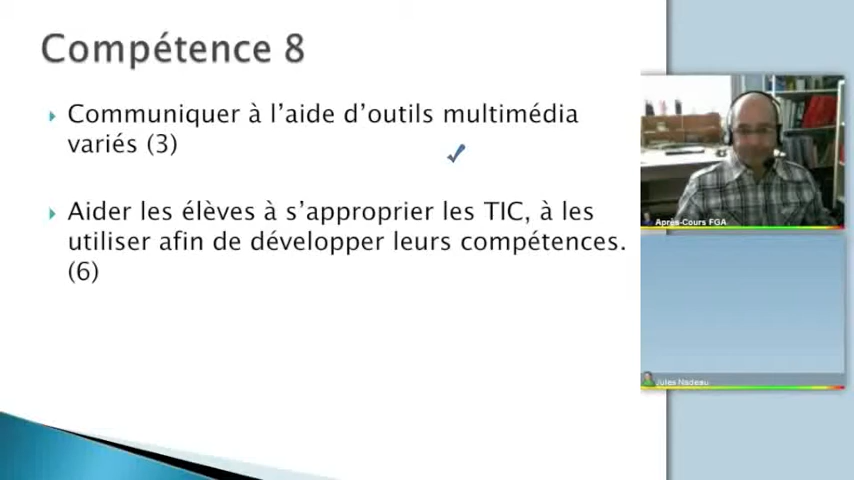 Compétence 8
Communiquer à l'aide d'outils multimédia
variés (3)
Aider les élèves à s'approprier les TIC, à les
utiliser afin de développer leurs compétences.
(6)
Après-Cours FGA
Jules Nadeau